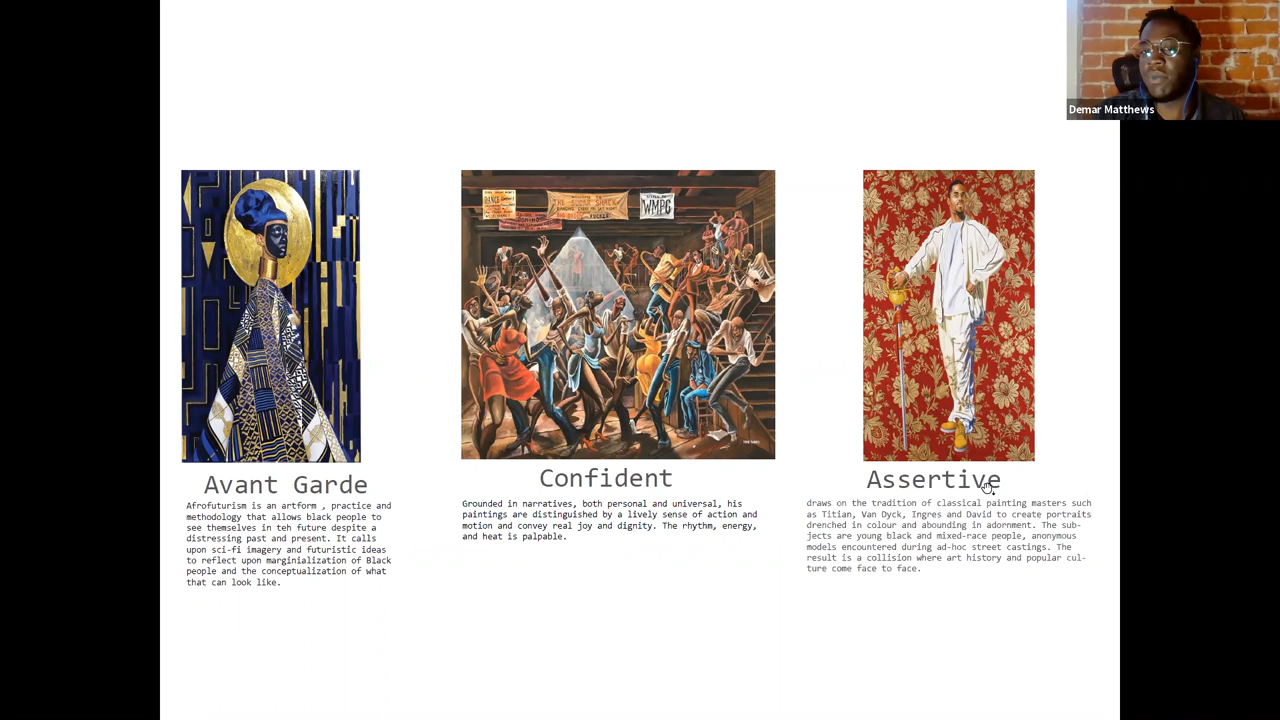 Demar Matthews
WMPG
Avant Garde
Afrofuturism is an artform , practice and
methodology that allows black people to
see themselves in teh future despite a
distressing past and present. It calls
upon sci-fi imagery and futuristic ideas
to reflect upon marginialization of Black
people and the conceptualization of what
that can look like.
Confident
Grounded in narratives, both personal and universal, his
paintings are distinguished by a lively sense of action and
motion and convey real joy and dignity. The rhythm, energy,
and heat is palpable.
Assertive
draws on the tradition of classical painting masters such
as Titian, Van Dyck, Ingres and David to create portraits
drenched in colour and abounding in adornment. The sub-
jects are young black and mixed-race people, anonymous
models encountered during ad-hoc street castings. The
result is a collision where art history and popular cul-
ture come face to face.